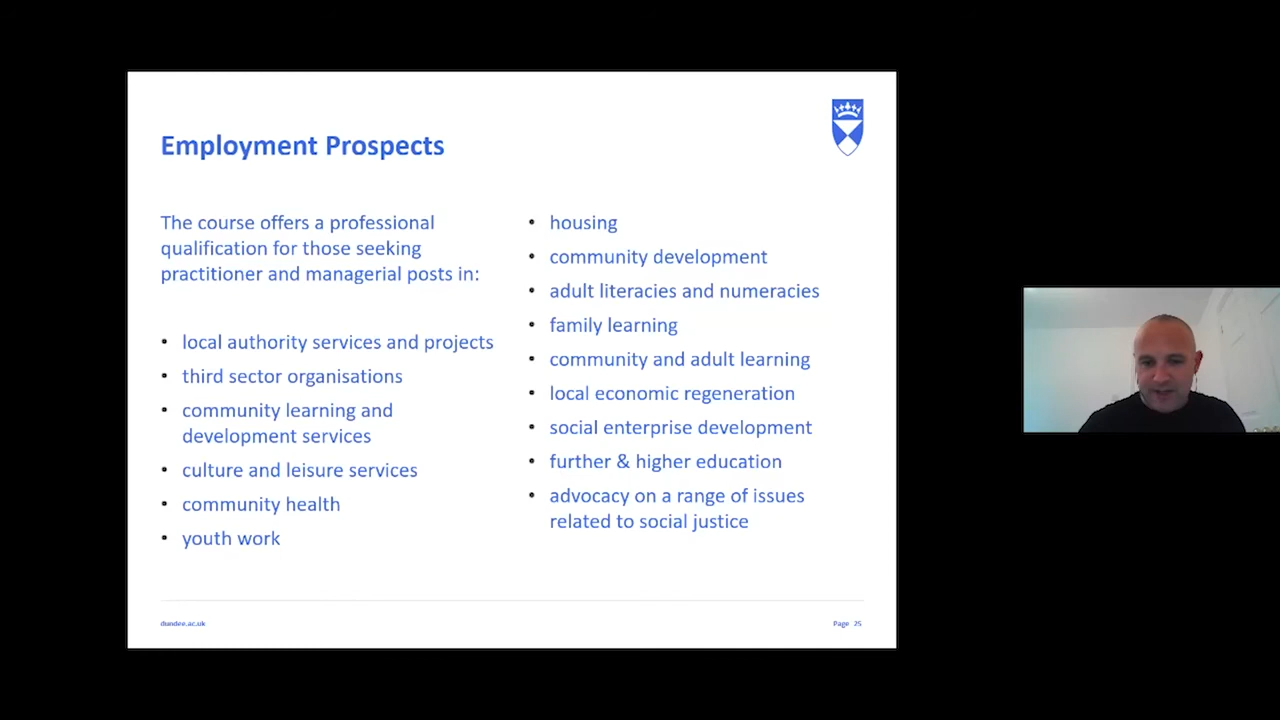 Employment Prospects
The course offers a professional
qualification for those seeking
practitioner and managerial posts in:
• local authority services and projects
• third sector organisations
• community learning and
development services
• culture and leisure services
• community health
• youth work
• housing
• community development
• adult literacies and numeracies
• family learning
• community and adult learning
• local economic regeneration
• social enterprise development
• further & higher education
• advocacy on a range of issues
related to social justice
dundee.ac.uk
Page 25